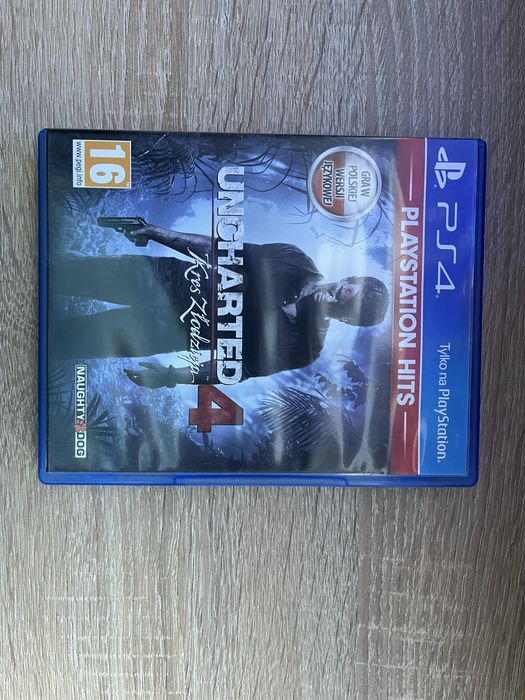 PS4
Tylko na PlayStation®
PLAYSTATION® HITS
GRA W
POLSKIEJ
WERSJI
JĘZYKOWEJ
UNCHARTED
4
Kres Złodzieja
16
www.pegi.info
NAUGHTY DOG